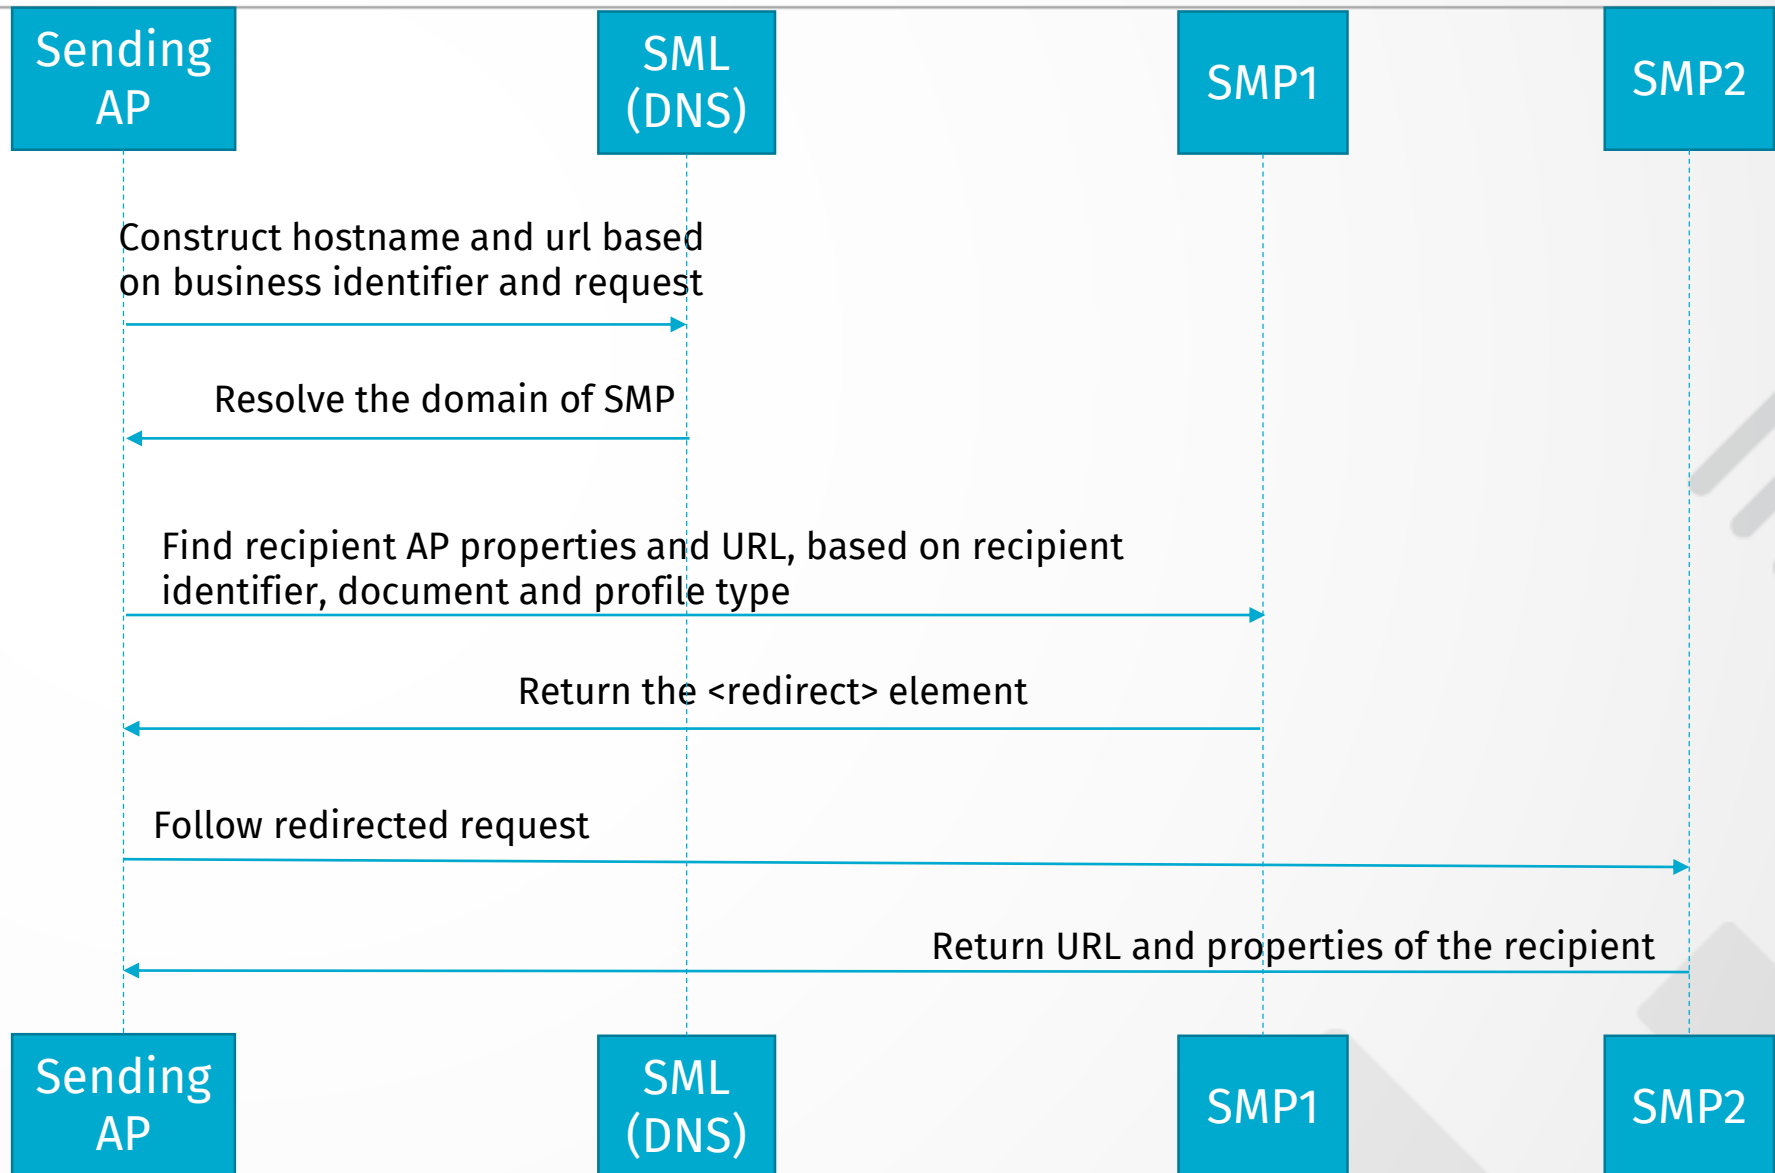 Sending
AP
SML
(DNS)
SMP1
SMP2
Construct hostname and url based
on business identifier and request
Resolve the domain of SMP
Find recipient AP properties and URL, based on recipient
identifier, document and profile type
Return the <redirect> element
Follow redirected request
Return URL and properties of the recipient
Sending
AP
SML
(DNS)
SMP1
SMP2